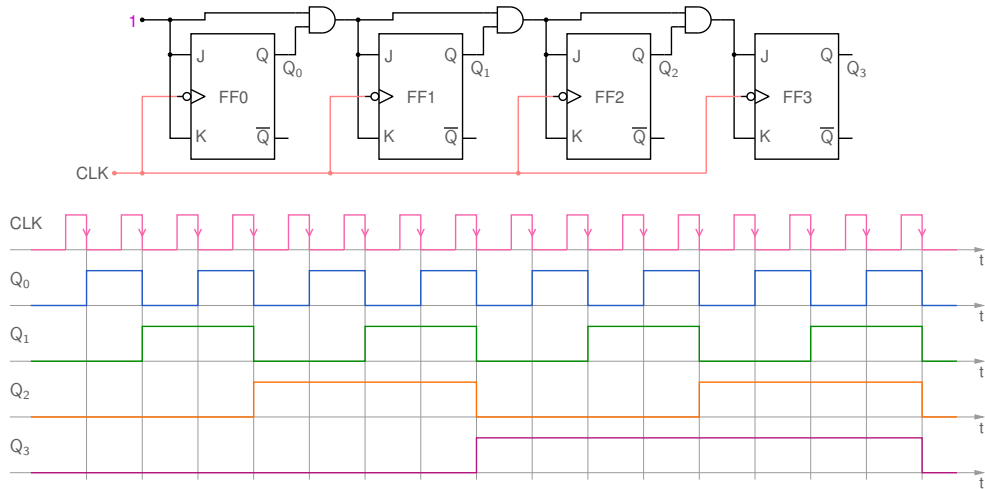 1
J Q J Q J Q J Q
Q0 Q1 Q2 Q3
FF0 FF1 FF2 FF3
K Q̅ K Q̅ K Q̅ K Q̅
CLK
CLK
t
Q0
t
Q1
t
Q2
t
Q3
t